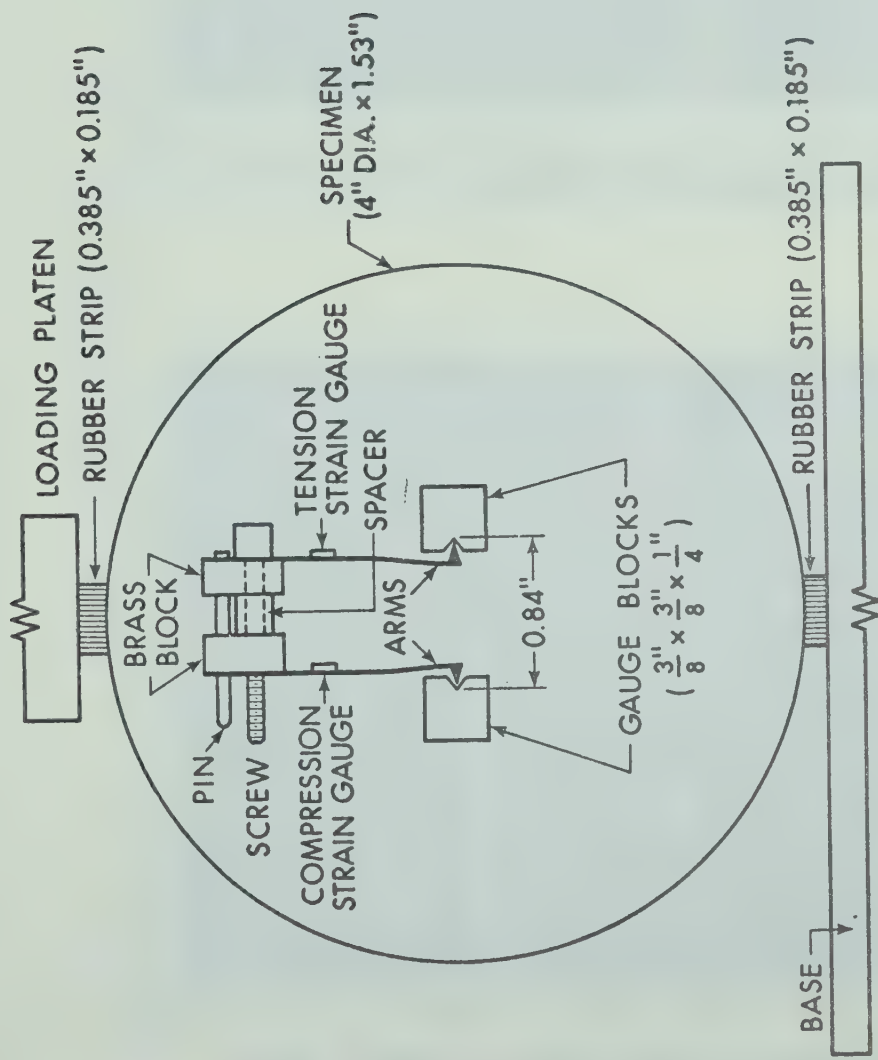 LOADING PLATEN
RUBBER STRIP (0.385" × 0.185")
BRASS
BLOCK
PIN
SCREW
COMPRESSION
STRAIN GAUGE
TENSION
STRAIN GAUGE
SPACER
SPECIMEN
(4" DIA. × 1.53")
ARMS
0.84"
GAUGE BLOCKS
( 3/8" × 3/8" × 1/4" )
RUBBER STRIP (0.385" × 0.185")
BASE